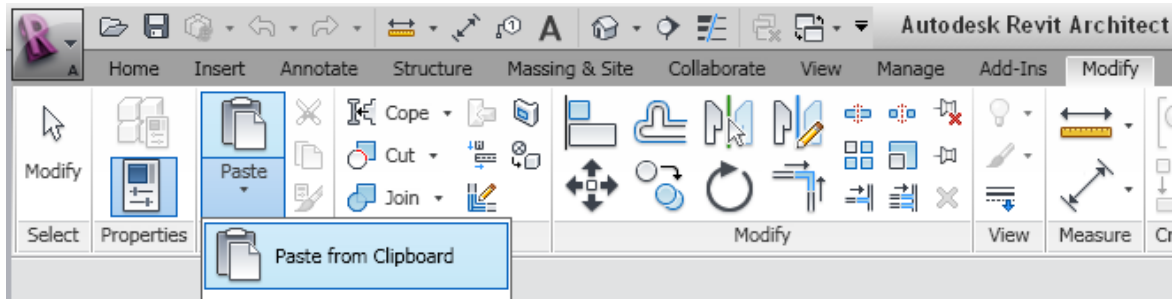 Autodesk Revit Architect
A
Home Insert Annotate Structure Massing & Site Collaborate View Manage Add-Ins Modify
Cope
Modify Paste Cut
Join
Select Properties Modify View Measure Cr
Paste from Clipboard